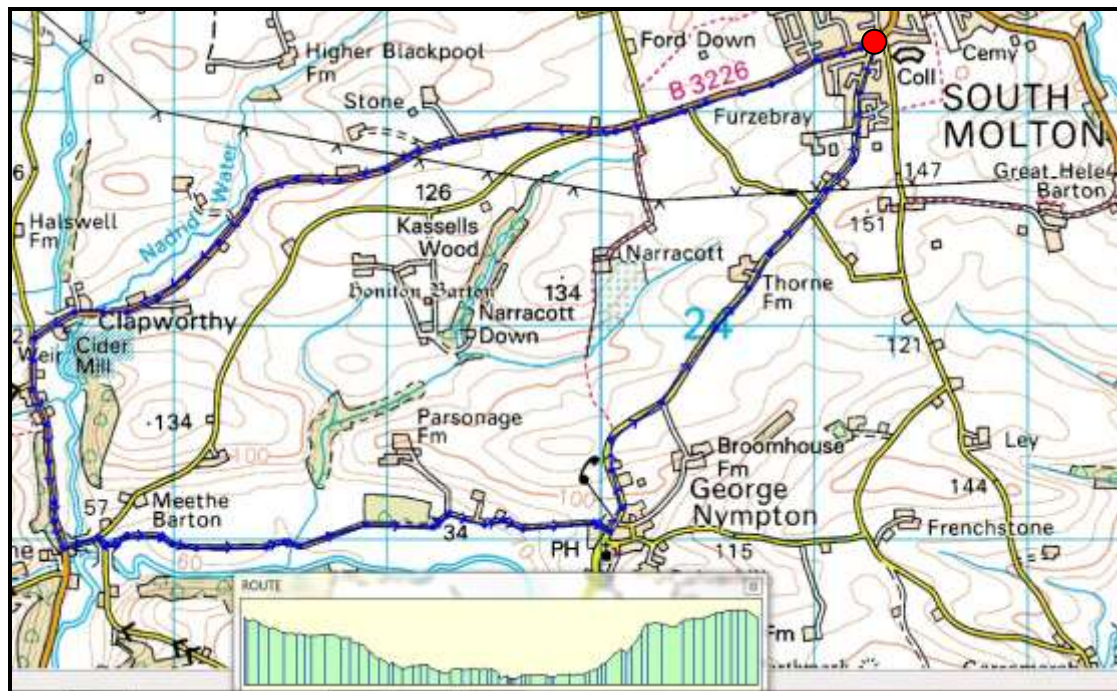 Ford Down
Cemy
Higher Blackpool
Fm
B 3226
Coll
Stone
SOUTH
MOLTON
Furzebray
6
147
Great Hele
Barton
126
Nadrid Water
Halswell
Fm
Kassells
Wood
151
Narracott
Honiton Barton
134
Thorne
Fm
Narracott
Down
Clapworthy
24
2
Weir
Cider
Mill
121
134
Parsonage
Fm
100
Broomhouse
Fm
Ley
George
Nympton
144
100
57
Meethe
Barton
34
Frenchstone
PH
115
60
ROUTE
Fm